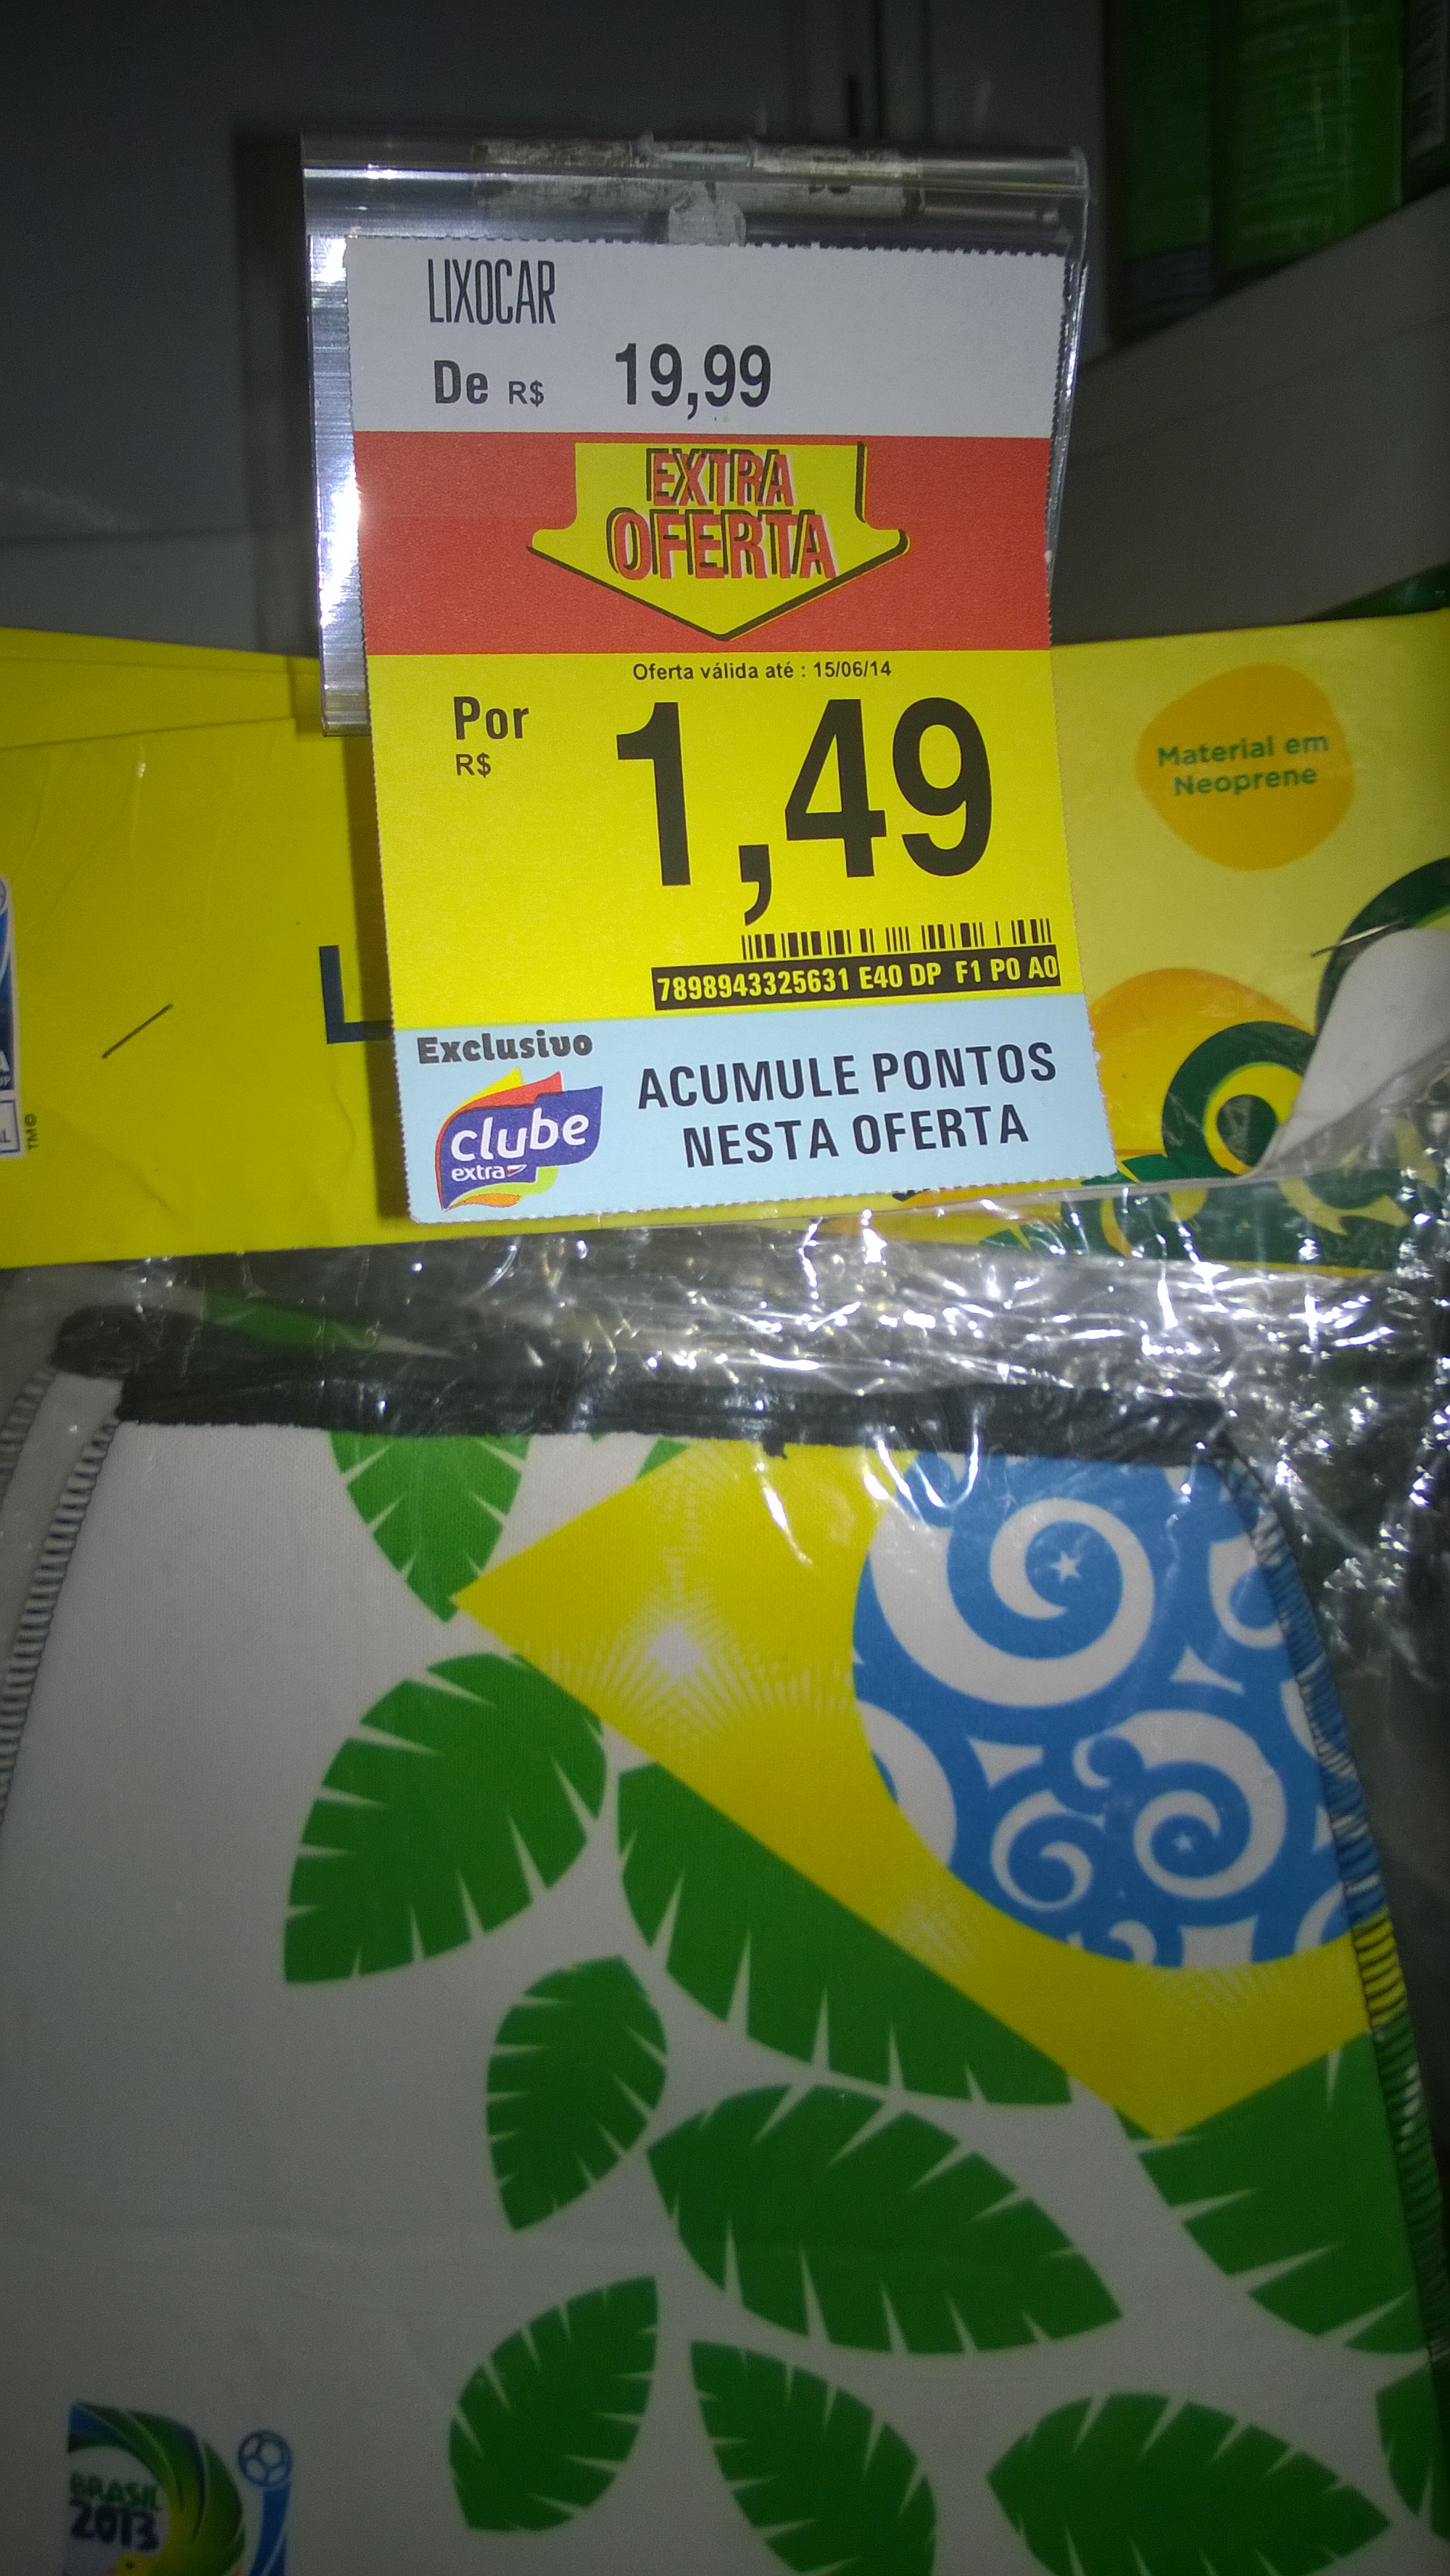 LIXOCAR
De R$ 19,99
EXTRA
OFERTA
Oferta válida até : 15/06/14
Por
R$
1,49
7898943325631 E40 DP F1 P0 A0
Exclusivo
clube
extra
ACUMULE PONTOS
NESTA OFERTA
Material em
Neoprene
L
TM©
BRASIL
2013